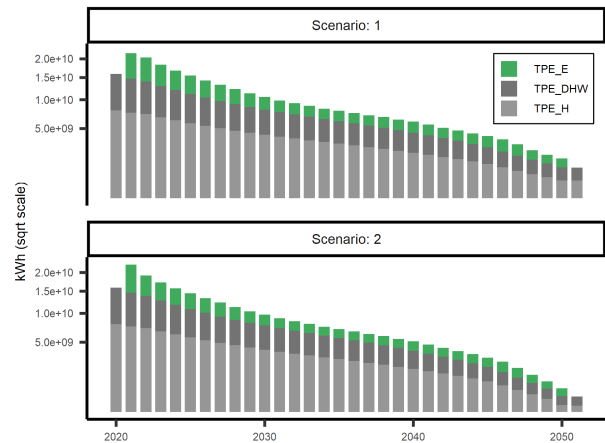 Scenario: 1
2.0e+10
1.5e+10
1.0e+10
5.0e+09
TPE_E
TPE_DHW
TPE_H
kWh (sqrt scale)
Scenario: 2
2.0e+10
1.5e+10
1.0e+10
5.0e+09
2020
2030
2040
2050